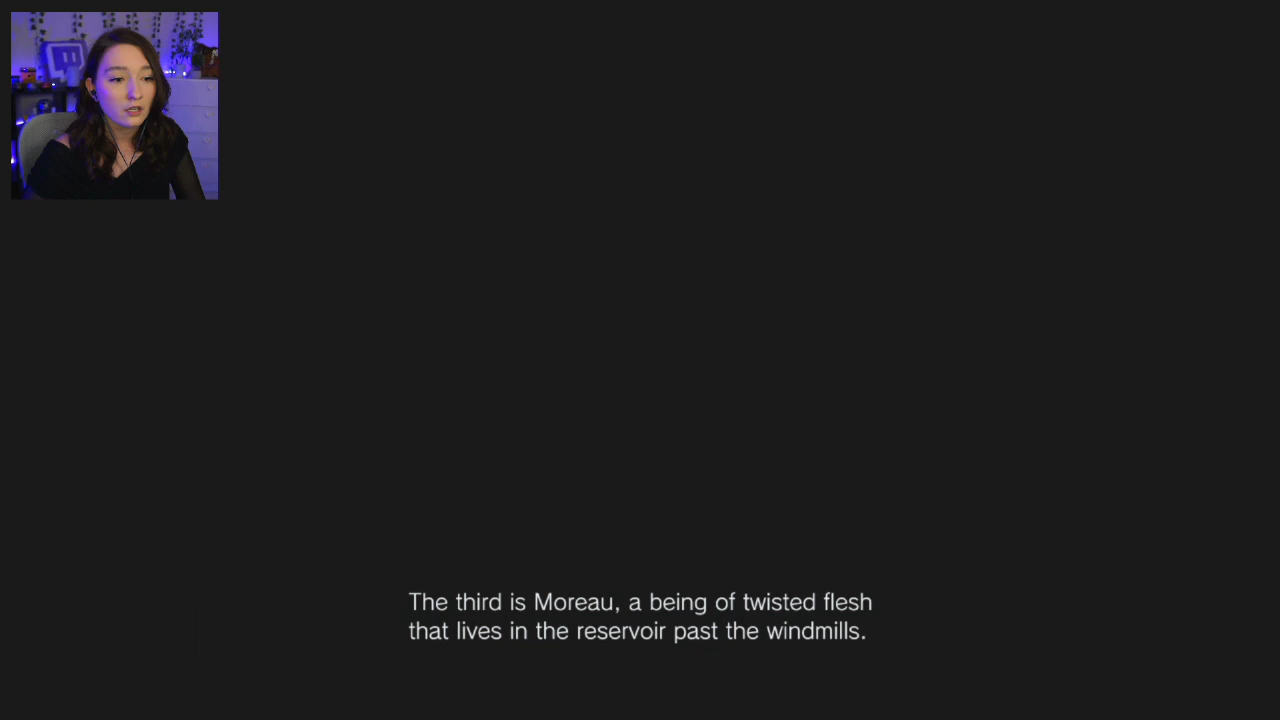 The third is Moreau, a being of twisted flesh
that lives in the reservoir past the windmills.